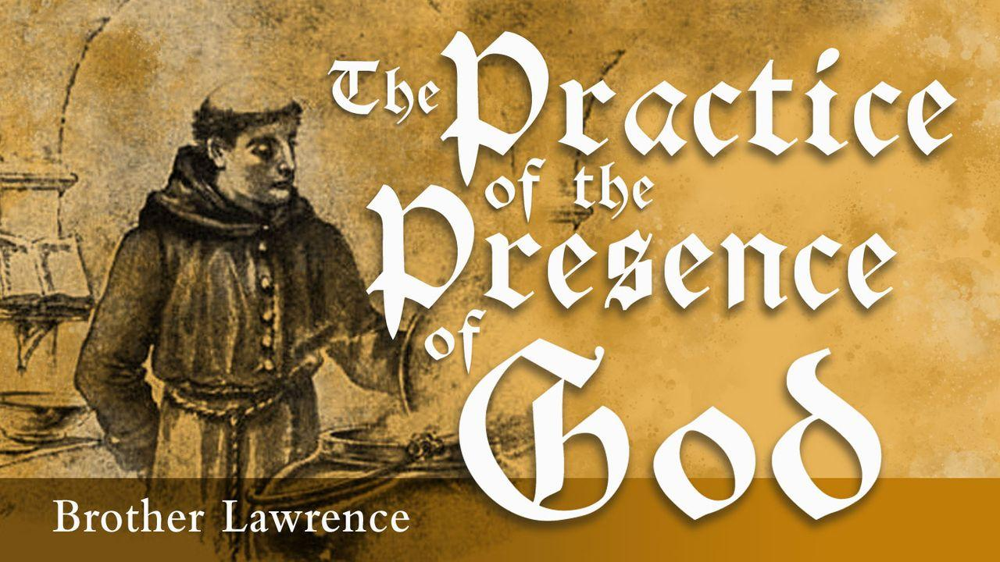 The Practice
of the
Presence
of
God
Brother Lawrence